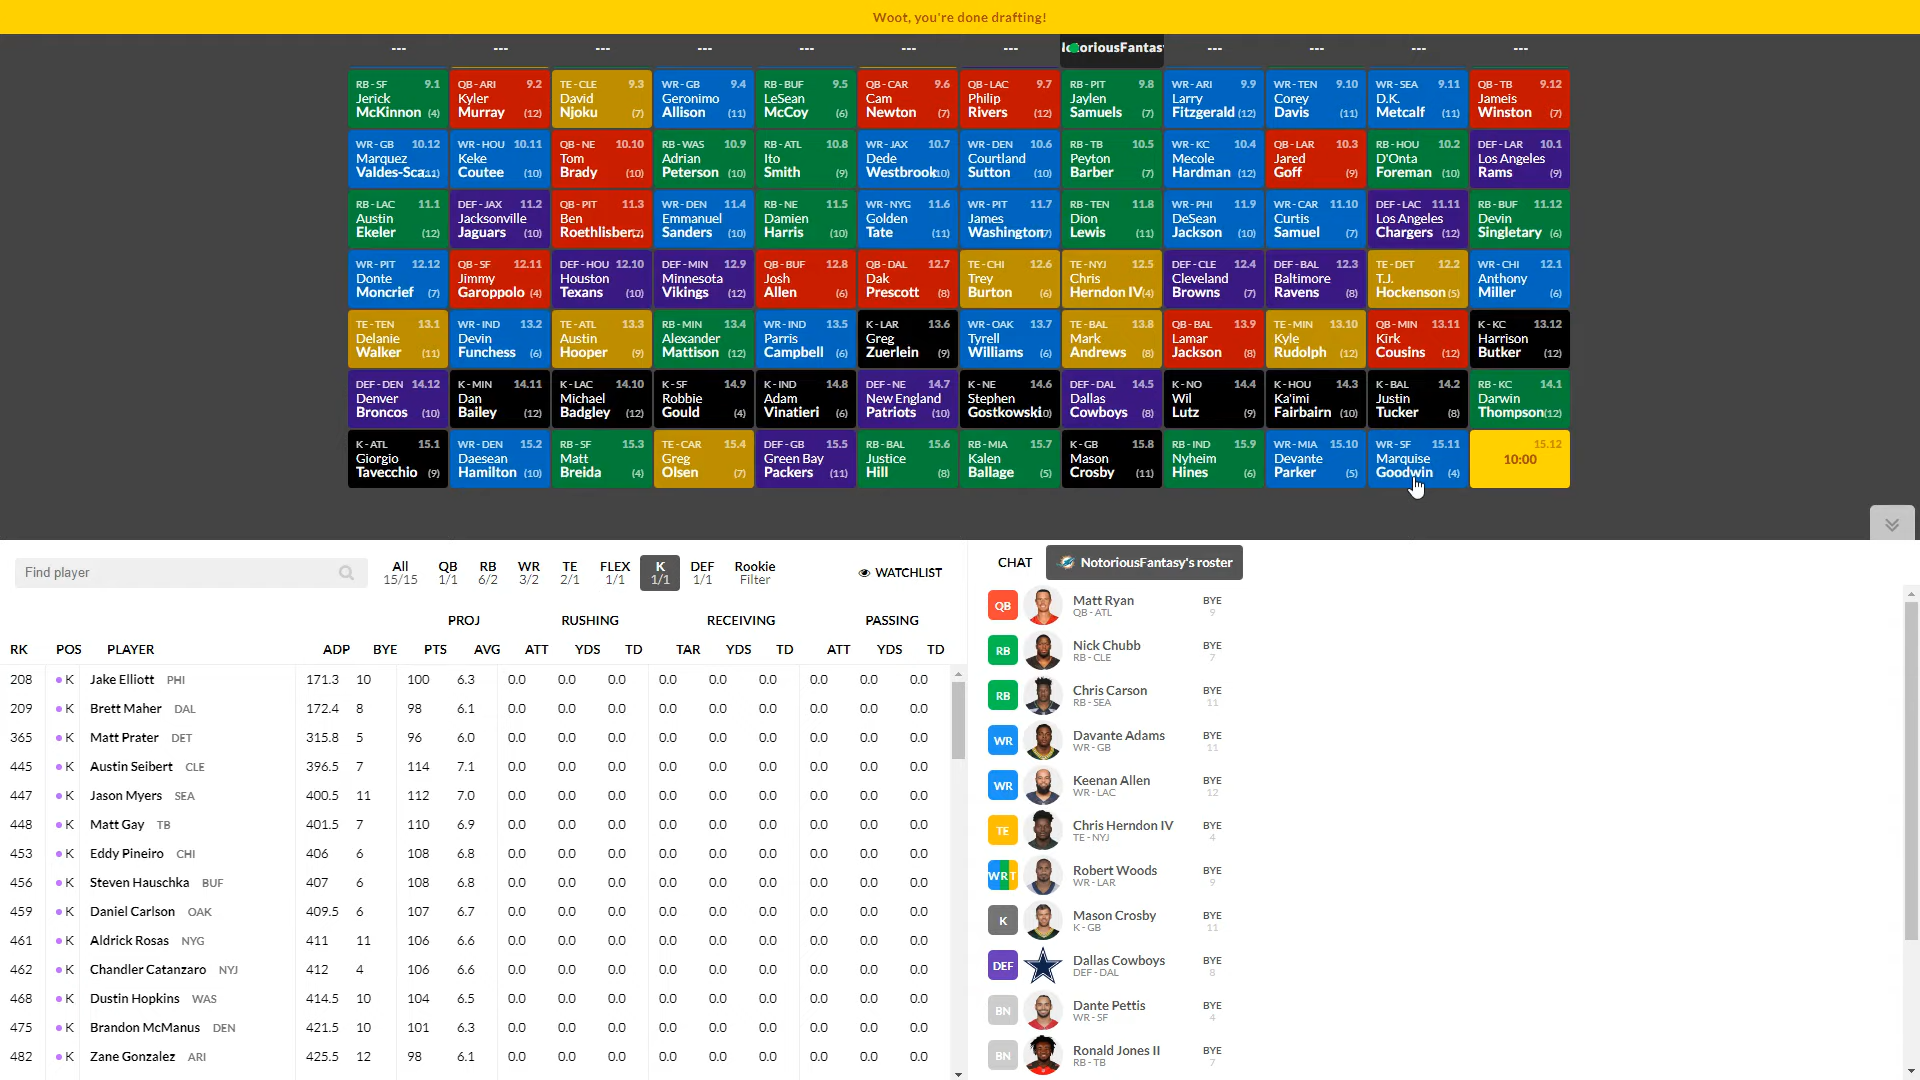 Woot, you're done drafting!
--- --- --- --- --- --- --- NotoriousFantasy --- --- --- ---
RB - SF 9.1 QB - ARI 9.2 TE - CLE 9.3 WR - GB 9.4 RB - BUF 9.5 QB - CAR 9.6 QB - LAC 9.7 RB - PIT 9.8 WR - ARI 9.9 WR - TEN 9.10 WR - SEA 9.11 QB - TB 9.12
Jerick Kyler David Geronimo LeSean Cam Philip Jaylen Larry Corey D.K. Jameis
McKinnon (4) Murray (12) Njoku (7) Allison (11) McCoy (6) Newton (7) Rivers (12) Samuels (7) Fitzgerald (12) Davis (11) Metcalf (11) Winston (7)
WR - GB 10.12 WR - HOU 10.11 QB - NE 10.10 RB - WAS 10.9 RB - ATL 10.8 WR - JAX 10.7 WR - DEN 10.6 RB - TB 10.5 WR - KC 10.4 QB - LAR 10.3 RB - HOU 10.2 DEF - LAR 10.1
Marquez Keke Tom Adrian Ito Dede Courtland Peyton Mecole Jared D'Onta Los Angeles
Valdes-Sca... (11) Coutee (10) Brady (10) Peterson (10) Smith (9) Westbrook (10) Sutton (10) Barber (7) Hardman (12) Goff (9) Foreman (10) Rams (9)
RB - LAC 11.1 DEF - JAX 11.2 QB - PIT 11.3 WR - DEN 11.4 RB - NE 11.5 WR - NYG 11.6 WR - PIT 11.7 RB - TEN 11.8 WR - PHI 11.9 WR - CAR 11.10 DEF - LAC 11.11 RB - BUF 11.12
Austin Jacksonville Ben Emmanuel Damien Golden James Dion DeSean Curtis Los Angeles Devin
Ekeler (12) Jaguars (10) Roethlisber... (7) Sanders (10) Harris (10) Tate (11) Washington (7) Lewis (11) Jackson (10) Samuel (7) Chargers (12) Singletary (6)
WR - PIT 12.12 QB - SF 12.11 DEF - HOU 12.10 DEF - MIN 12.9 QB - BUF 12.8 QB - DAL 12.7 TE - CHI 12.6 TE - NYJ 12.5 DEF - CLE 12.4 DEF - BAL 12.3 TE - DET 12.2 WR - CHI 12.1
Donte Jimmy Houston Minnesota Josh Dak Trey Chris Cleveland Baltimore T.J. Anthony
Moncrief (7) Garoppolo (4) Texans (10) Vikings (12) Allen (6) Prescott (8) Burton (6) Herndon IV (4) Browns (7) Ravens (8) Hockenson (5) Miller (6)
TE - TEN 13.1 WR - IND 13.2 TE - ATL 13.3 RB - MIN 13.4 WR - IND 13.5 K - LAR 13.6 WR - OAK 13.7 TE - BAL 13.8 QB - BAL 13.9 TE - MIN 13.10 QB - MIN 13.11 K - KC 13.12
Delanie Devin Austin Alexander Parris Greg Tyrell Mark Lamar Kyle Kirk Harrison
Walker (11) Funchess (6) Hooper (9) Mattison (12) Campbell (6) Zuerlein (9) Williams (6) Andrews (8) Jackson (8) Rudolph (12) Cousins (12) Butker (12)
DEF - DEN 14.12 K - MIN 14.11 K - LAC 14.10 K - SF 14.9 K - IND 14.8 DEF - NE 14.7 K - NE 14.6 DEF - DAL 14.5 K - NO 14.4 K - HOU 14.3 K - BAL 14.2 RB - KC 14.1
Denver Dan Michael Robbie Adam New England Stephen Dallas Wil Ka'imi Justin Darwin
Broncos (10) Bailey (12) Badgley (12) Gould (4) Vinatieri (6) Patriots (10) Gostkowski (10) Cowboys (8) Lutz (9) Fairbairn (10) Tucker (8) Thompson (12)
K - ATL 15.1 WR - DEN 15.2 RB - SF 15.3 TE - CAR 15.4 DEF - GB 15.5 RB - BAL 15.6 RB - MIA 15.7 K - GB 15.8 RB - IND 15.9 WR - MIA 15.10 WR - SF 15.11 15.12
Giorgio Daesean Matt Greg Green Bay Justice Kalen Mason Nyheim Devante Marquise 10:00
Tavecchio (9) Hamilton (10) Breida (4) Olsen (7) Packers (11) Hill (8) Ballage (5) Crosby (11) Hines (6) Parker (5) Goodwin (4)
Find player
All QB RB WR TE FLEX K DEF Rookie
15/15 1/1 6/2 3/2 2/1 1/1 1/1 1/1 Filter
WATCHLIST
PROJ RUSHING RECEIVING PASSING
RK POS PLAYER ADP BYE PTS AVG ATT YDS TD TAR YDS TD ATT YDS TD
208 K Jake Elliott PHI 171.3 10 100 6.3 0.0 0.0 0.0 0.0 0.0 0.0 0.0 0.0 0.0
209 K Brett Maher DAL 172.4 8 98 6.1 0.0 0.0 0.0 0.0 0.0 0.0 0.0 0.0 0.0
365 K Matt Prater DET 315.8 5 96 6.0 0.0 0.0 0.0 0.0 0.0 0.0 0.0 0.0 0.0
445 K Austin Seibert CLE 396.5 7 114 7.1 0.0 0.0 0.0 0.0 0.0 0.0 0.0 0.0 0.0
447 K Jason Myers SEA 400.5 11 112 7.0 0.0 0.0 0.0 0.0 0.0 0.0 0.0 0.0 0.0
448 K Matt Gay TB 401.5 7 110 6.9 0.0 0.0 0.0 0.0 0.0 0.0 0.0 0.0 0.0
453 K Eddy Pineiro CHI 406 6 108 6.8 0.0 0.0 0.0 0.0 0.0 0.0 0.0 0.0 0.0
456 K Steven Hauschka BUF 407 6 108 6.8 0.0 0.0 0.0 0.0 0.0 0.0 0.0 0.0 0.0
459 K Daniel Carlson OAK 409.5 6 107 6.7 0.0 0.0 0.0 0.0 0.0 0.0 0.0 0.0 0.0
461 K Aldrick Rosas NYG 411 11 106 6.6 0.0 0.0 0.0 0.0 0.0 0.0 0.0 0.0 0.0
462 K Chandler Catanzaro NYJ 412 4 106 6.6 0.0 0.0 0.0 0.0 0.0 0.0 0.0 0.0 0.0
468 K Dustin Hopkins WAS 414.5 10 104 6.5 0.0 0.0 0.0 0.0 0.0 0.0 0.0 0.0 0.0
475 K Brandon McManus DEN 421.5 10 101 6.3 0.0 0.0 0.0 0.0 0.0 0.0 0.0 0.0 0.0
482 K Zane Gonzalez ARI 425.5 12 98 6.1 0.0 0.0 0.0 0.0 0.0 0.0 0.0 0.0 0.0
CHAT NotoriousFantasy's roster
QB Matt Ryan BYE
QB - ATL 9
RB Nick Chubb BYE
RB - CLE 7
RB Chris Carson BYE
RB - SEA 11
WR Davante Adams BYE
WR - GB 11
WR Keenan Allen BYE
WR - LAC 12
TE Chris Herndon IV BYE
TE - NYJ 4
WRT Robert Woods BYE
WR - LAR 9
K Mason Crosby BYE
K - GB 11
DEF Dallas Cowboys BYE
DEF - DAL 8
BN Dante Pettis BYE
WR - SF 4
BN Ronald Jones II BYE
RB - TB 7